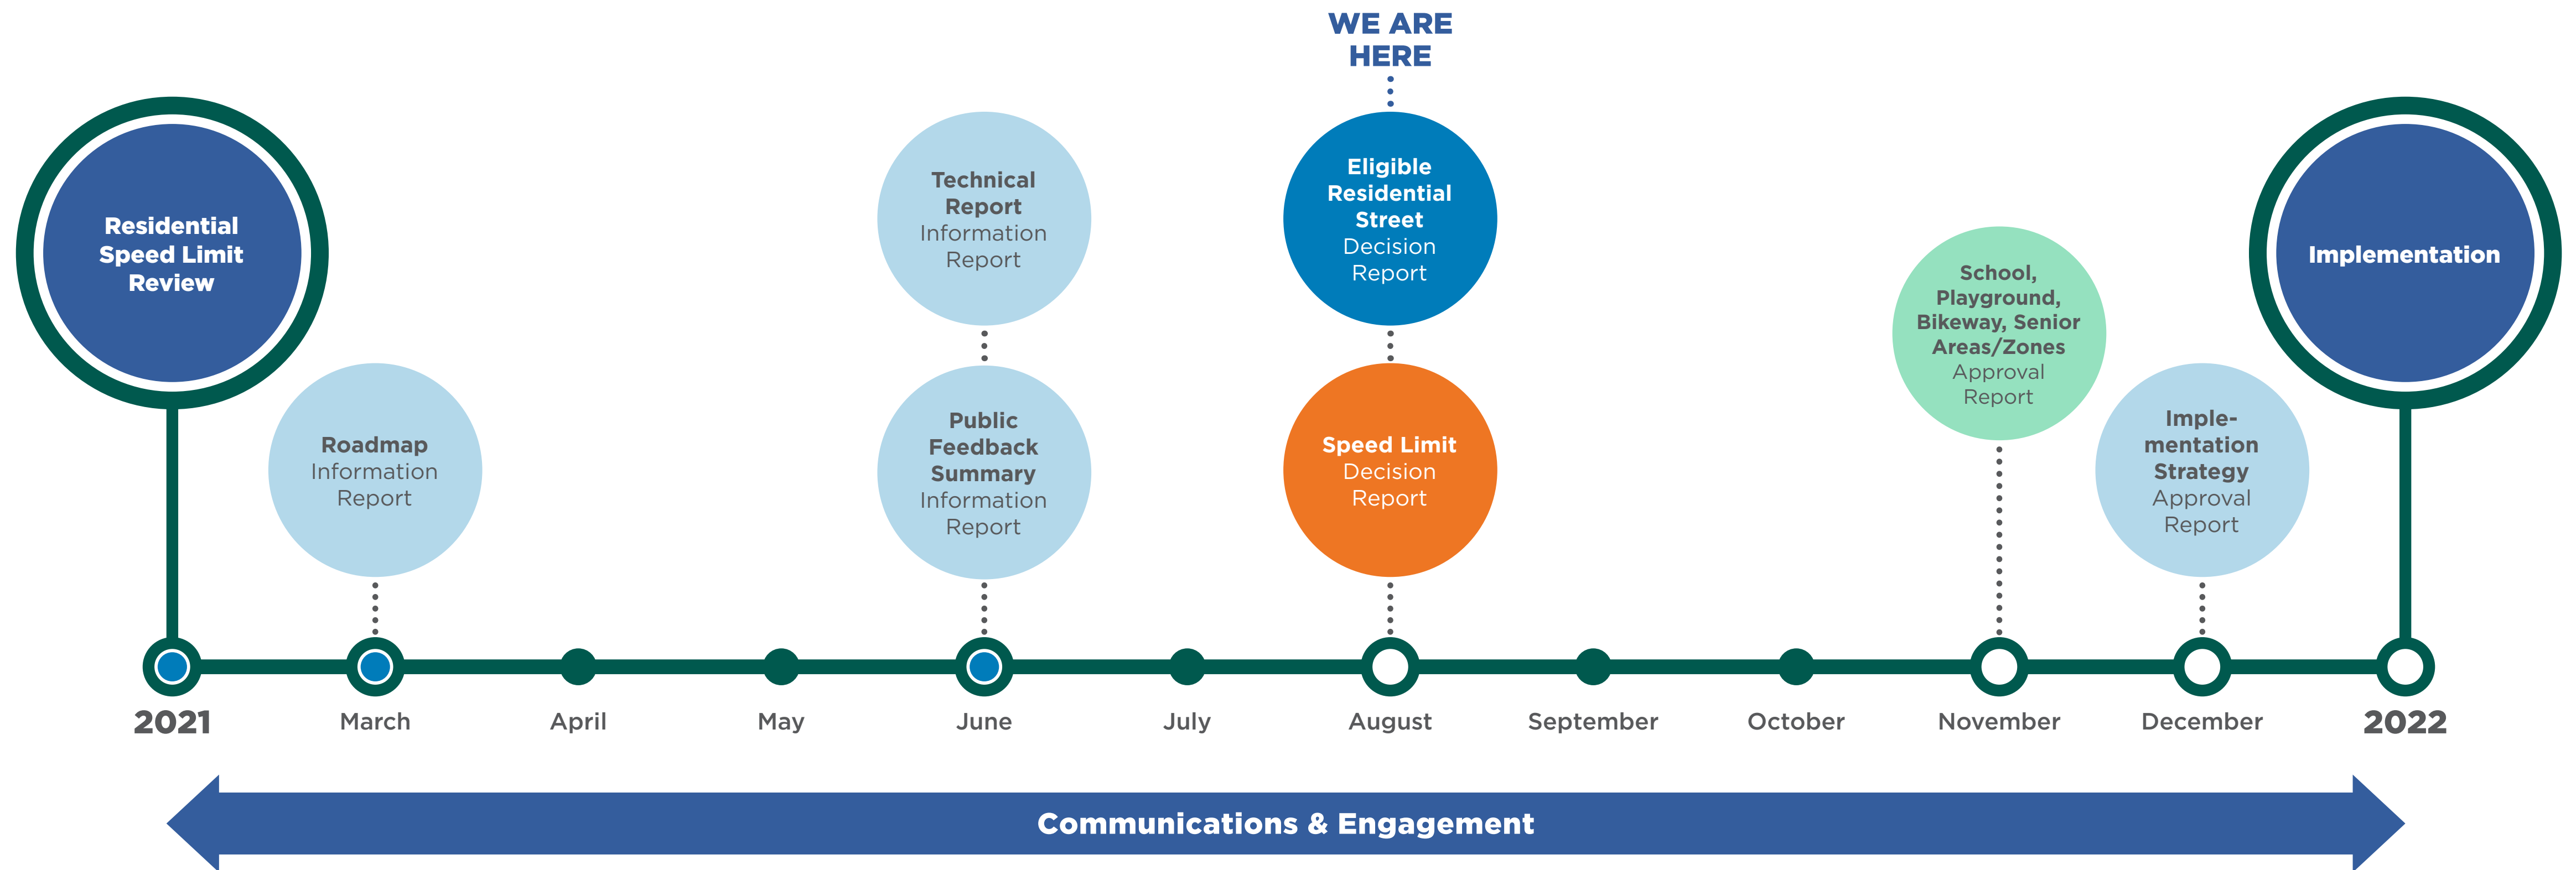 WE ARE
HERE
Residential
Speed Limit
Review
Roadmap
Information
Report
Technical
Report
Information
Report
Public
Feedback
Summary
Information
Report
Eligible
Residential
Street
Decision
Report
Speed Limit
Decision
Report
School,
Playground,
Bikeway, Senior
Areas/Zones
Approval
Report
Imple-
mentation
Strategy
Approval
Report
Implementation
2021
March
April
May
June
July
August
September
October
November
December
2022
Communications & Engagement